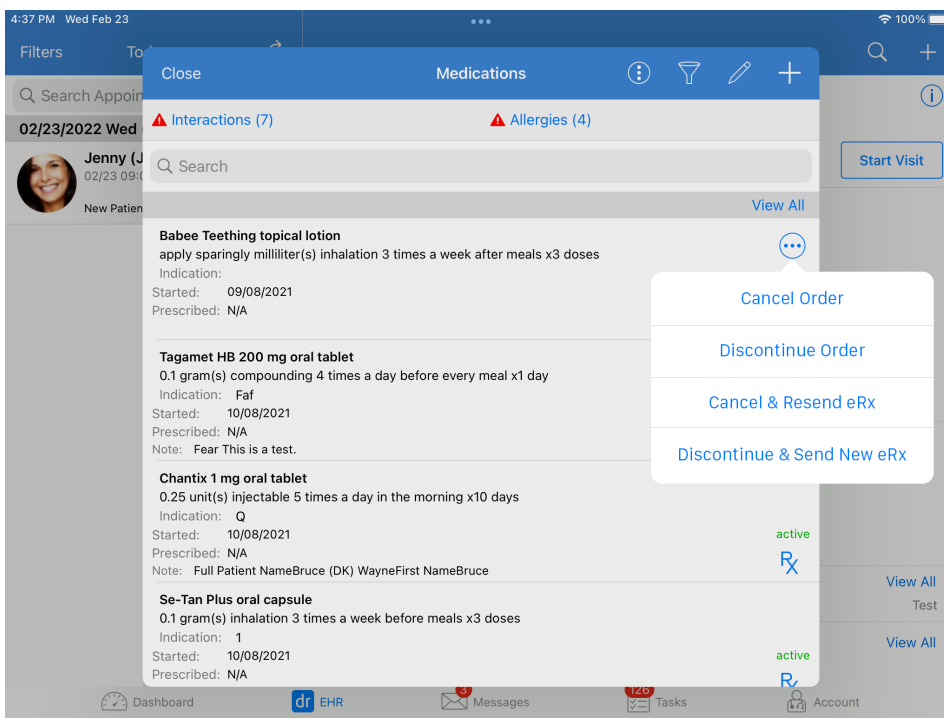 4:37 PM Wed Feb 23
100%
Filters
Close
Medications
Search Appoin
Interactions (7)
Allergies (4)
02/23/2022 Wed
Search
Jenny (J
02/23 09:0
New Patien
Start Visit
View All
Babee Teething topical lotion
apply sparingly milliliter(s) inhalation 3 times a week after meals x3 doses
Indication:
Started: 09/08/2021
Prescribed: N/A
Cancel Order
Discontinue Order
Cancel & Resend eRx
Discontinue & Send New eRx
Tagamet HB 200 mg oral tablet
0.1 gram(s) compounding 4 times a day before every meal x1 day
Indication: Faf
Started: 10/08/2021
Prescribed: N/A
Note: Fear This is a test.
Chantix 1 mg oral tablet
0.25 unit(s) injectable 5 times a day in the morning x10 days
Indication: Q
Started: 10/08/2021
active
Prescribed: N/A
Rx
Note: Full Patient NameBruce (DK) WayneFirst NameBruce
View All
Test
Se-Tan Plus oral capsule
0.1 gram(s) inhalation 3 times a week before meals x3 doses
Indication: 1
View All
Started: 10/08/2021
active
Prescribed: N/A
Rx
Dashboard
dr EHR
3
Messages
126
Tasks
Account